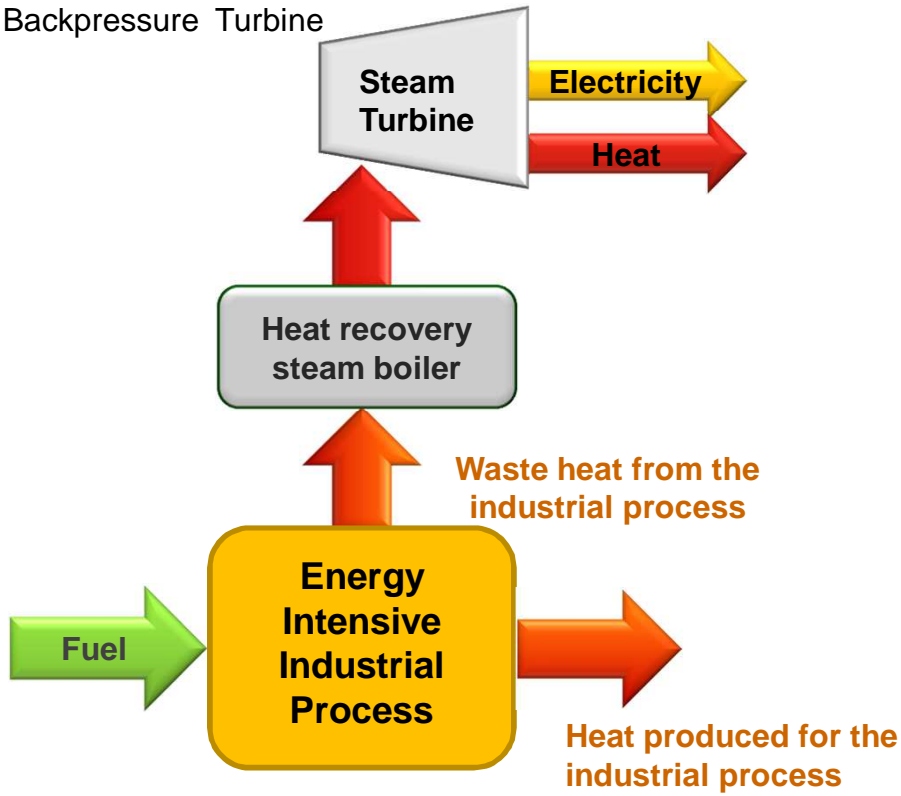 Backpressure Turbine
Steam
Turbine
Electricity
Heat
Heat recovery
steam boiler
Waste heat from the
industrial process
Energy
Intensive
Industrial
Process
Fuel
Heat produced for the
industrial process